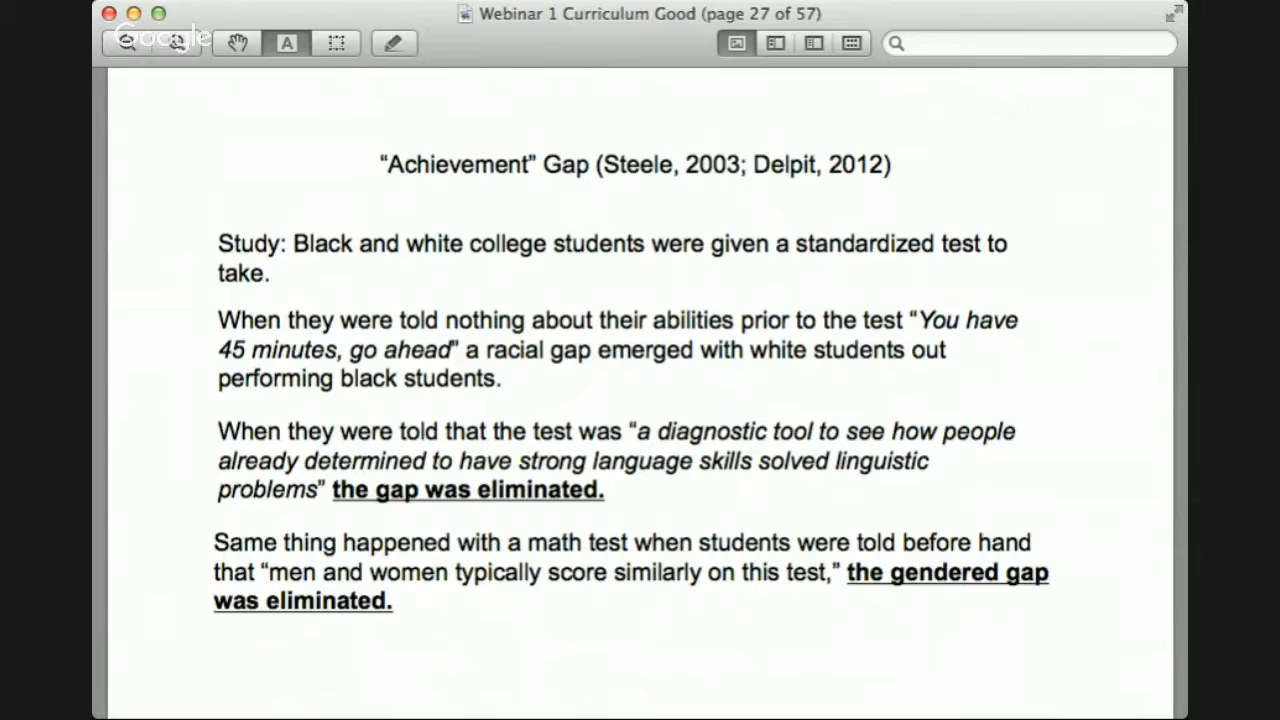 Webinar 1 Curriculum Good (page 27 of 57)
Google
A
“Achievement” Gap (Steele, 2003; Delpit, 2012)
Study: Black and white college students were given a standardized test to
take.
When they were told nothing about their abilities prior to the test “You have
45 minutes, go ahead” a racial gap emerged with white students out
performing black students.
When they were told that the test was “a diagnostic tool to see how people
already determined to have strong language skills solved linguistic
problems” the gap was eliminated.
Same thing happened with a math test when students were told before hand
that “men and women typically score similarly on this test,” the gendered gap
was eliminated.